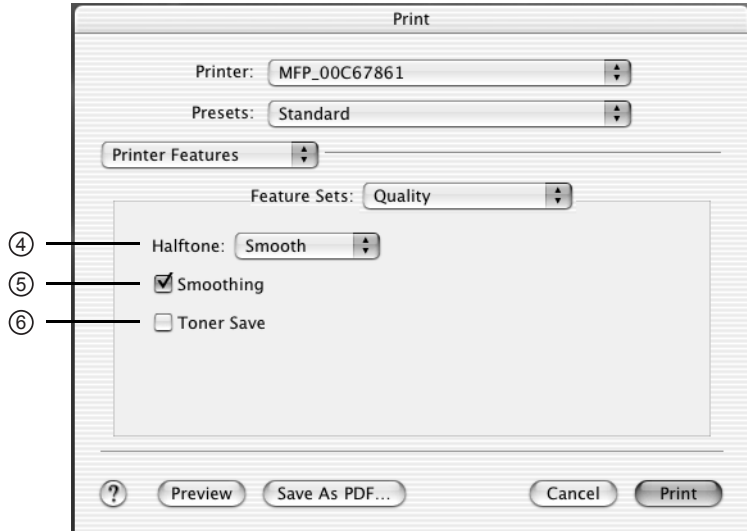 Print
Printer: MFP_00C67861
Presets: Standard
Printer Features
Feature Sets: Quality
④ Halftone: Smooth
⑤ Smoothing
⑥ Toner Save
? Preview Save As PDF... Cancel Print